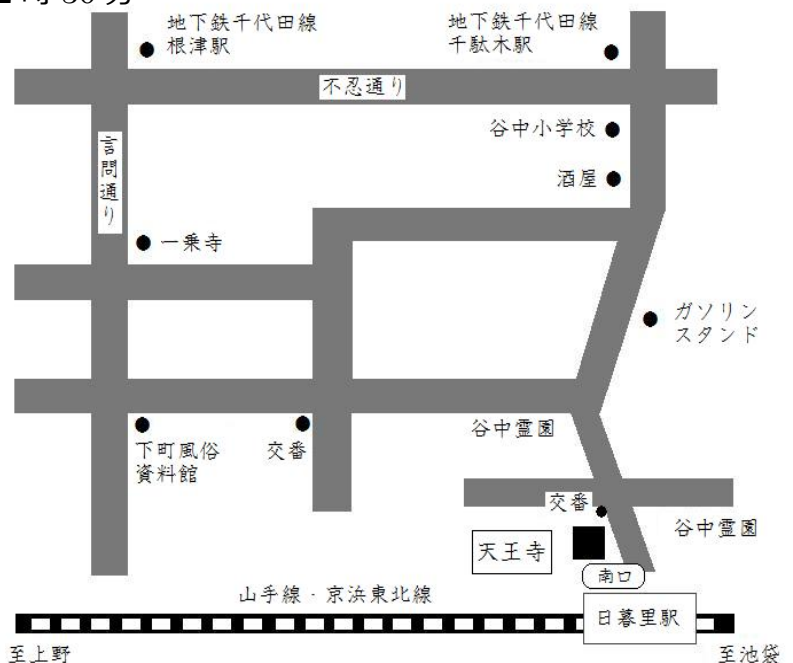 地下鉄千代田線
根津駅
地下鉄千代田線
千駄木駅
不忍通り
谷中小学校
言問通り
酒屋
一乗寺
ガソリン
スタンド
谷中霊園
下町風俗
資料館
交番
交番
谷中霊園
天王寺
南口
山手線・京浜東北線
日暮里駅
至上野
至池袋